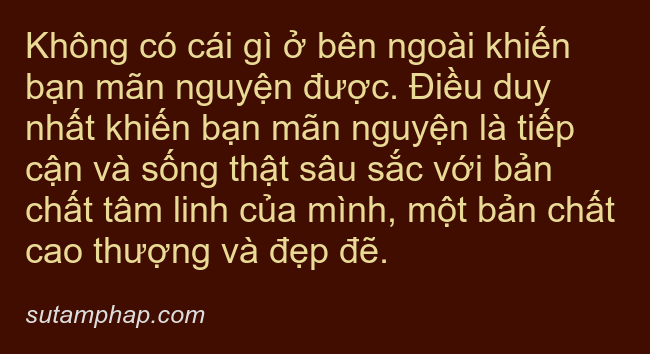 Không có cái gì ở bên ngoài khiến
bạn mãn nguyện được. Điều duy
nhất khiến bạn mãn nguyện là tiếp
cận và sống thật sâu sắc với bản
chất tâm linh của mình, một bản chất
cao thượng và đẹp đẽ.
sutamphap.com